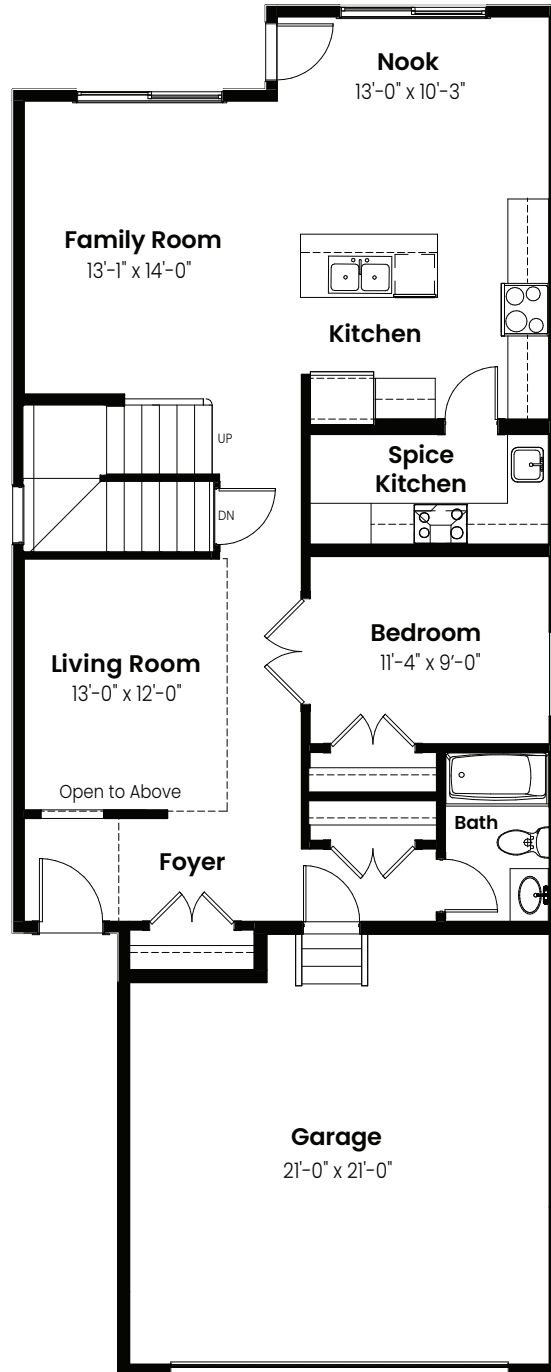 Nook
13'-0" x 10'-3"
Family Room
13'-1" x 14'-0"
Kitchen
UP
Spice
Kitchen
DN
Bedroom
11'-4" x 9’-0"
Living Room
13'-0" x 12'-0"
Open to Above
Bath
Foyer
Garage
21'-0" x 21'-0"